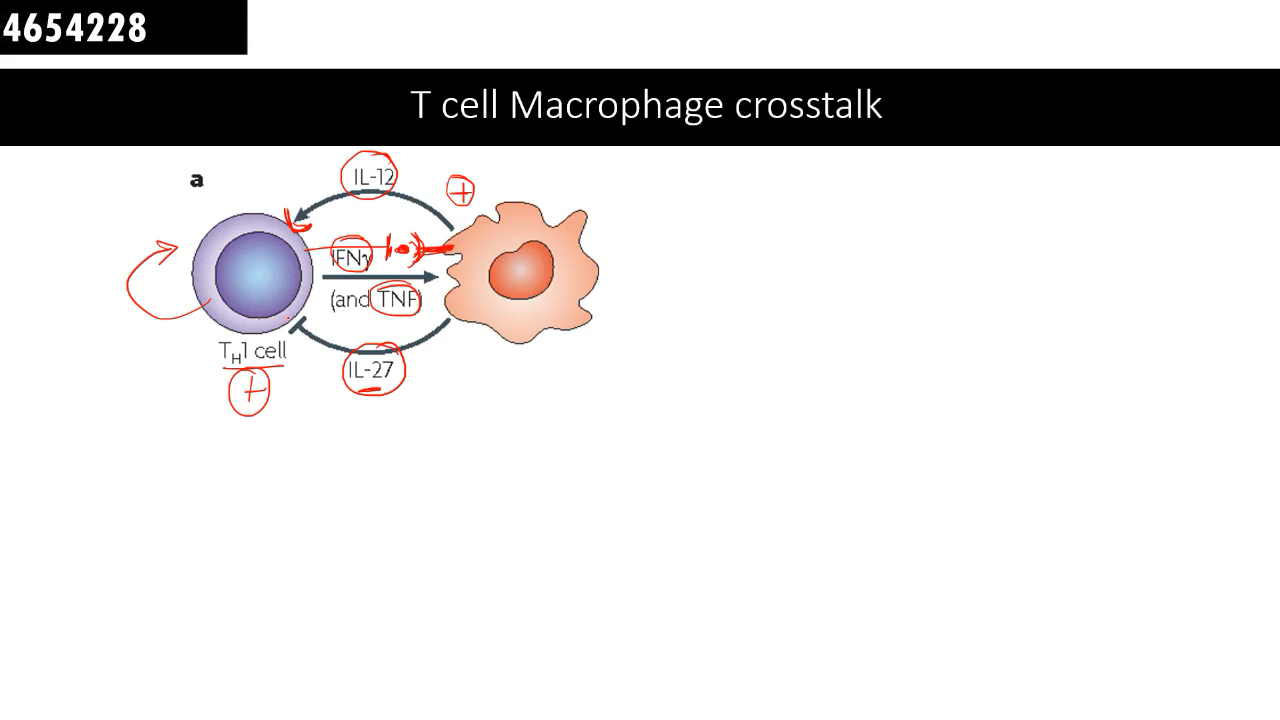 4654228
T cell Macrophage crosstalk
a
IL-12
+
IFNγ
(and TNF)
IL-27
TH1 cell
+